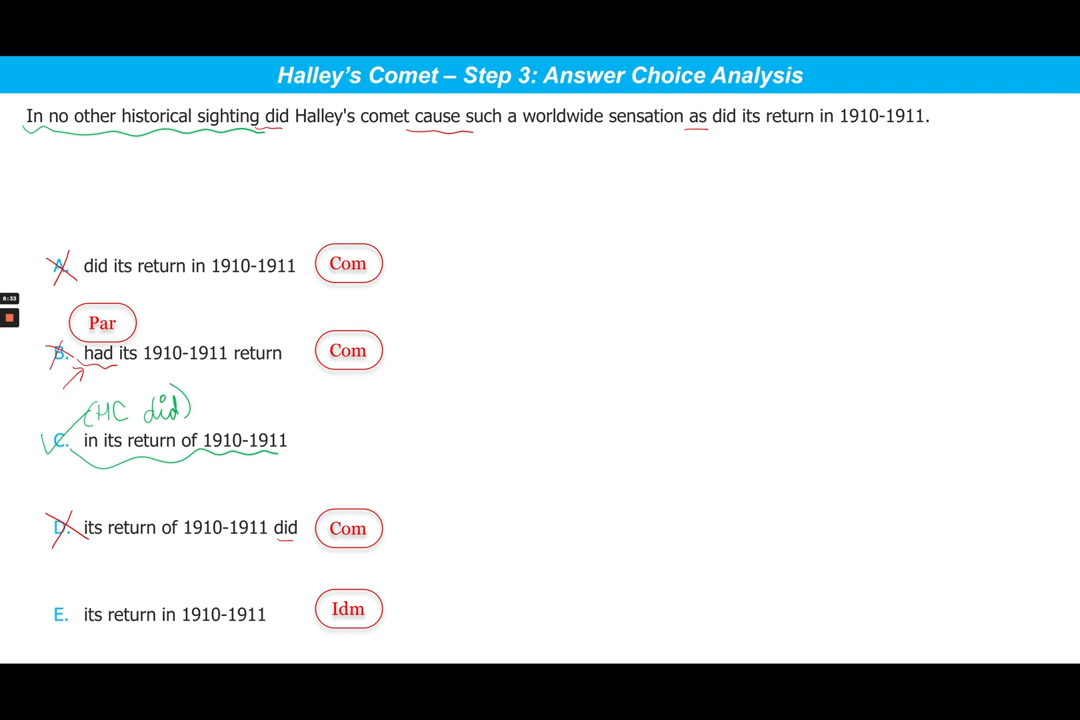 Halley's Comet – Step 3: Answer Choice Analysis
In no other historical sighting did Halley's comet cause such a worldwide sensation as did its return in 1910-1911.
A. did its return in 1910-1911 Com
8:33
Par
B. had its 1910-1911 return Com
(HC did)
C. in its return of 1910-1911
D. its return of 1910-1911 did Com
E. its return in 1910-1911 Idm